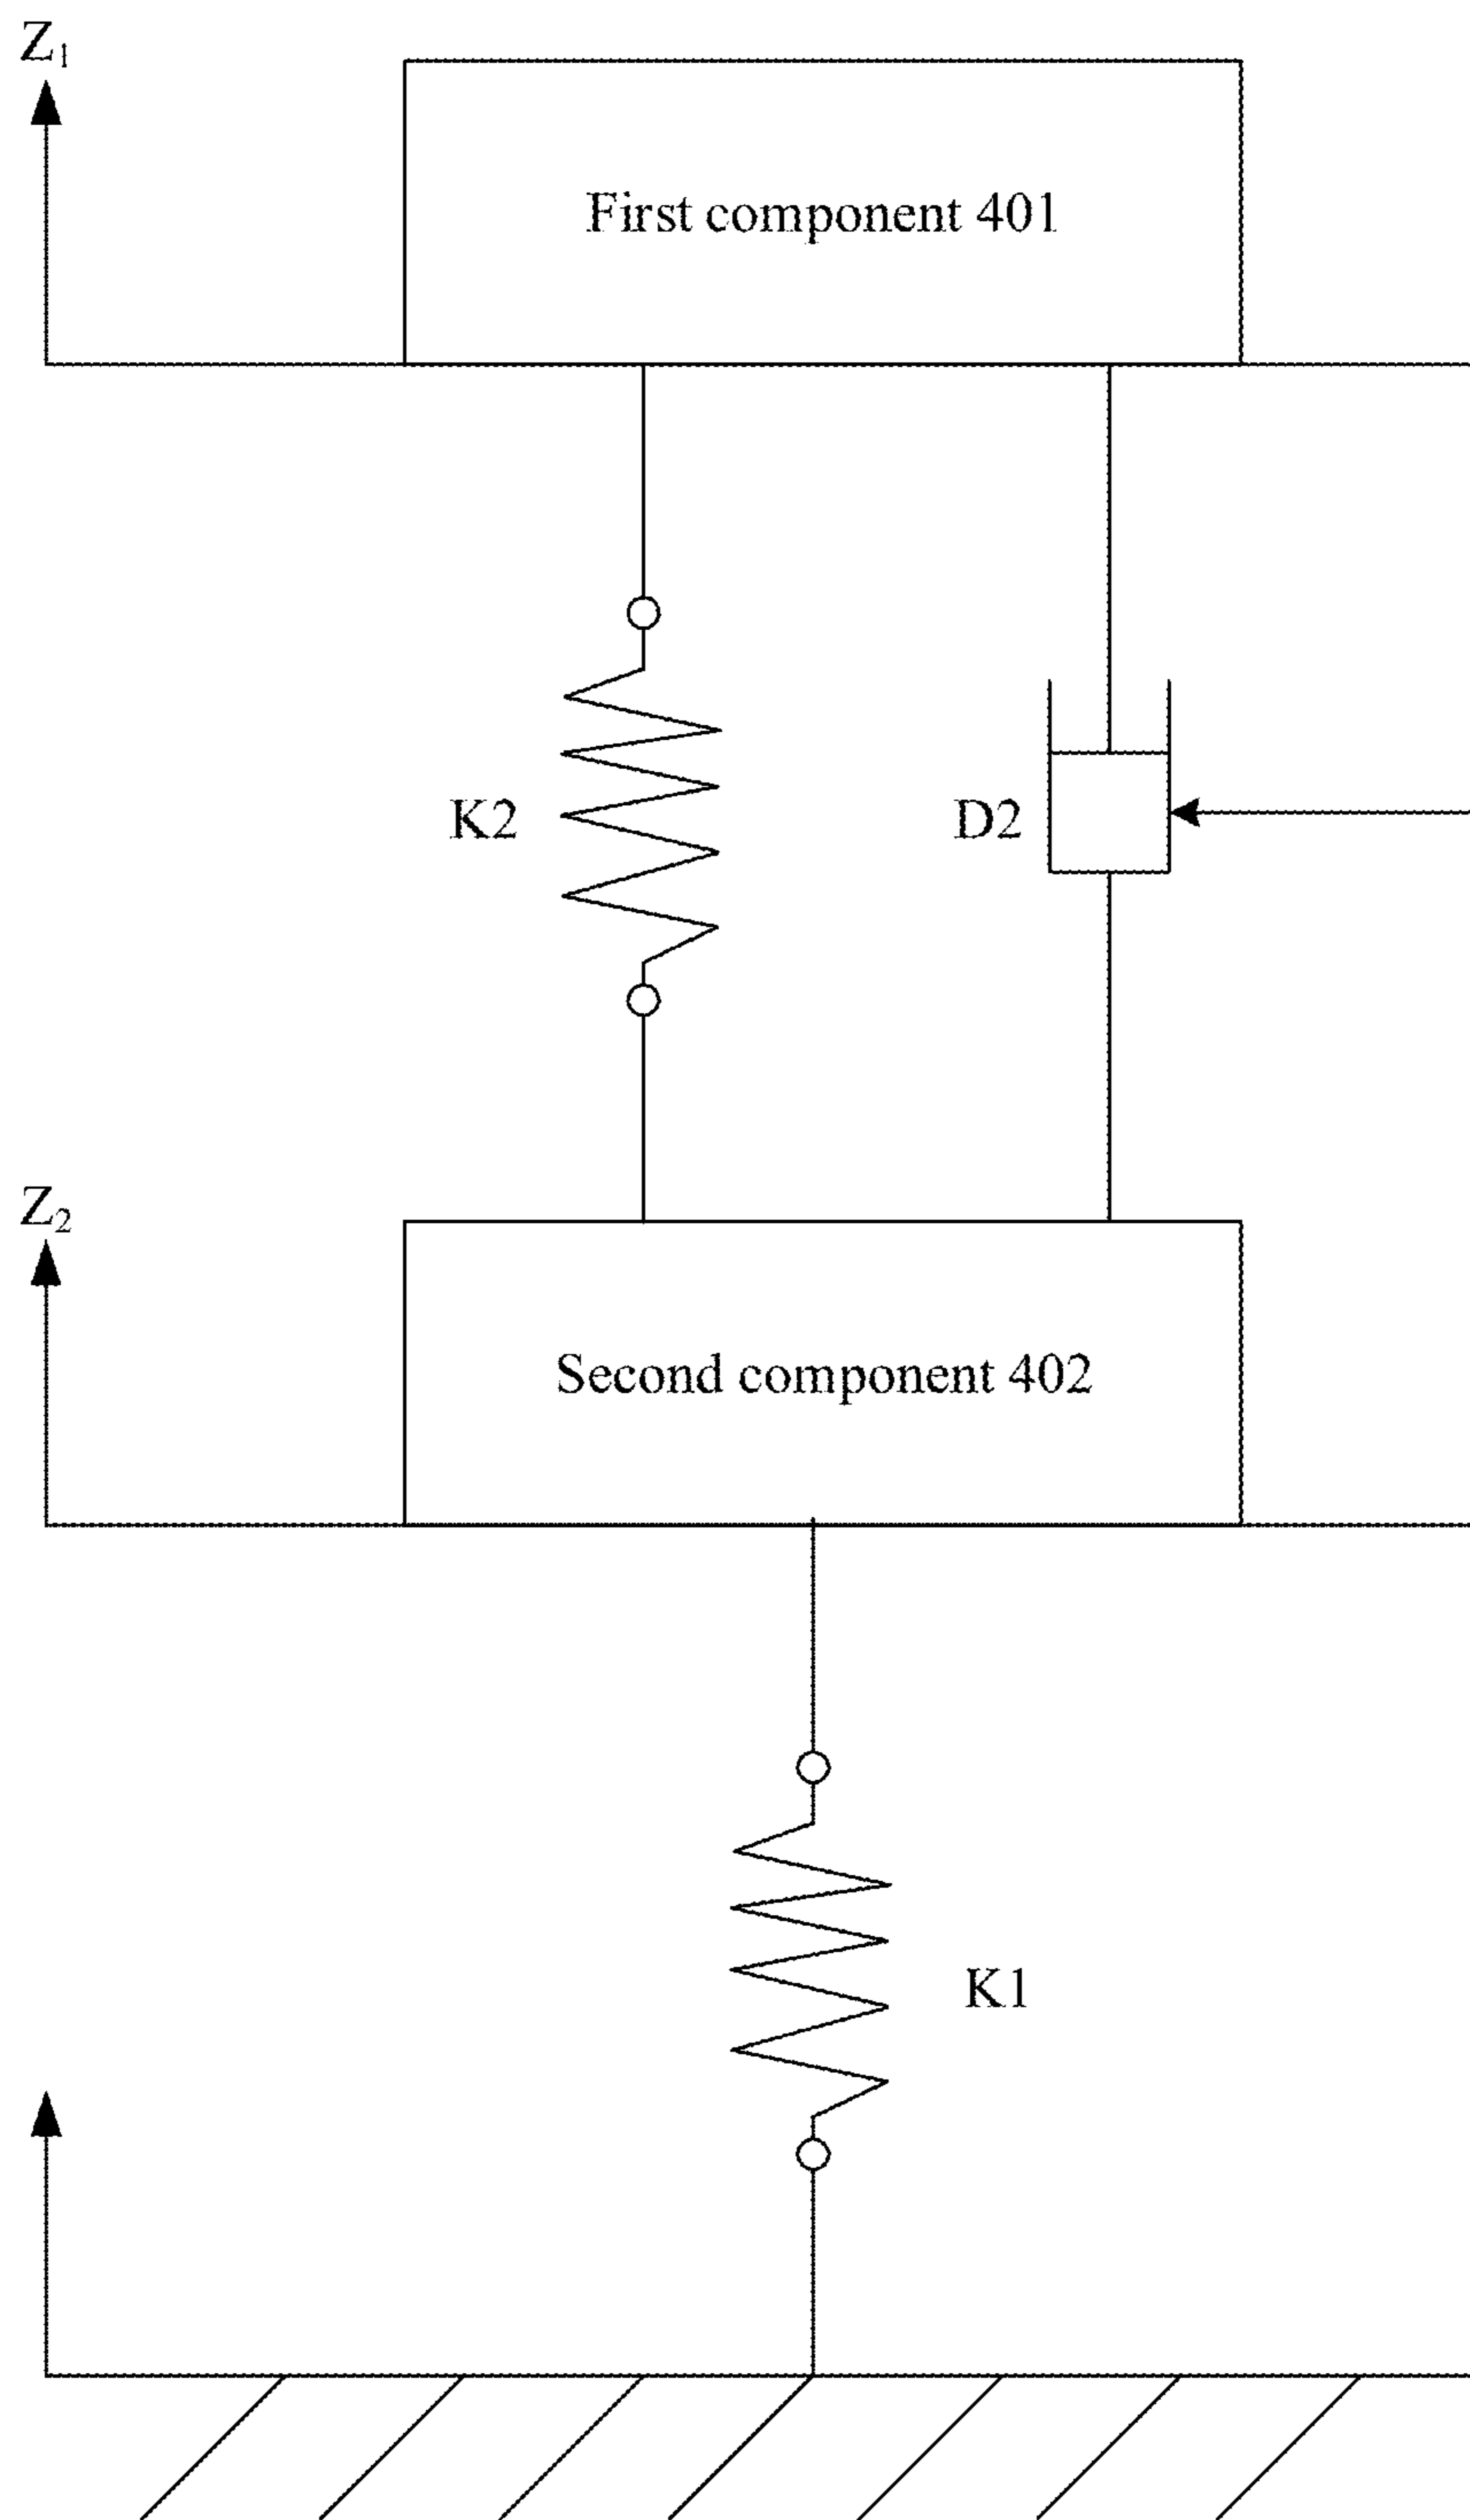 Z₁
First component 401
K2
D2
Z₂
Second component 402
K1